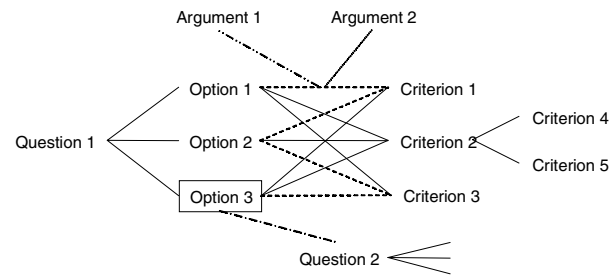 Argument 1
Argument 2
Option 1
Criterion 1
Criterion 4
Question 1
Option 2
Criterion 2
Criterion 5
Option 3
Criterion 3
Question 2